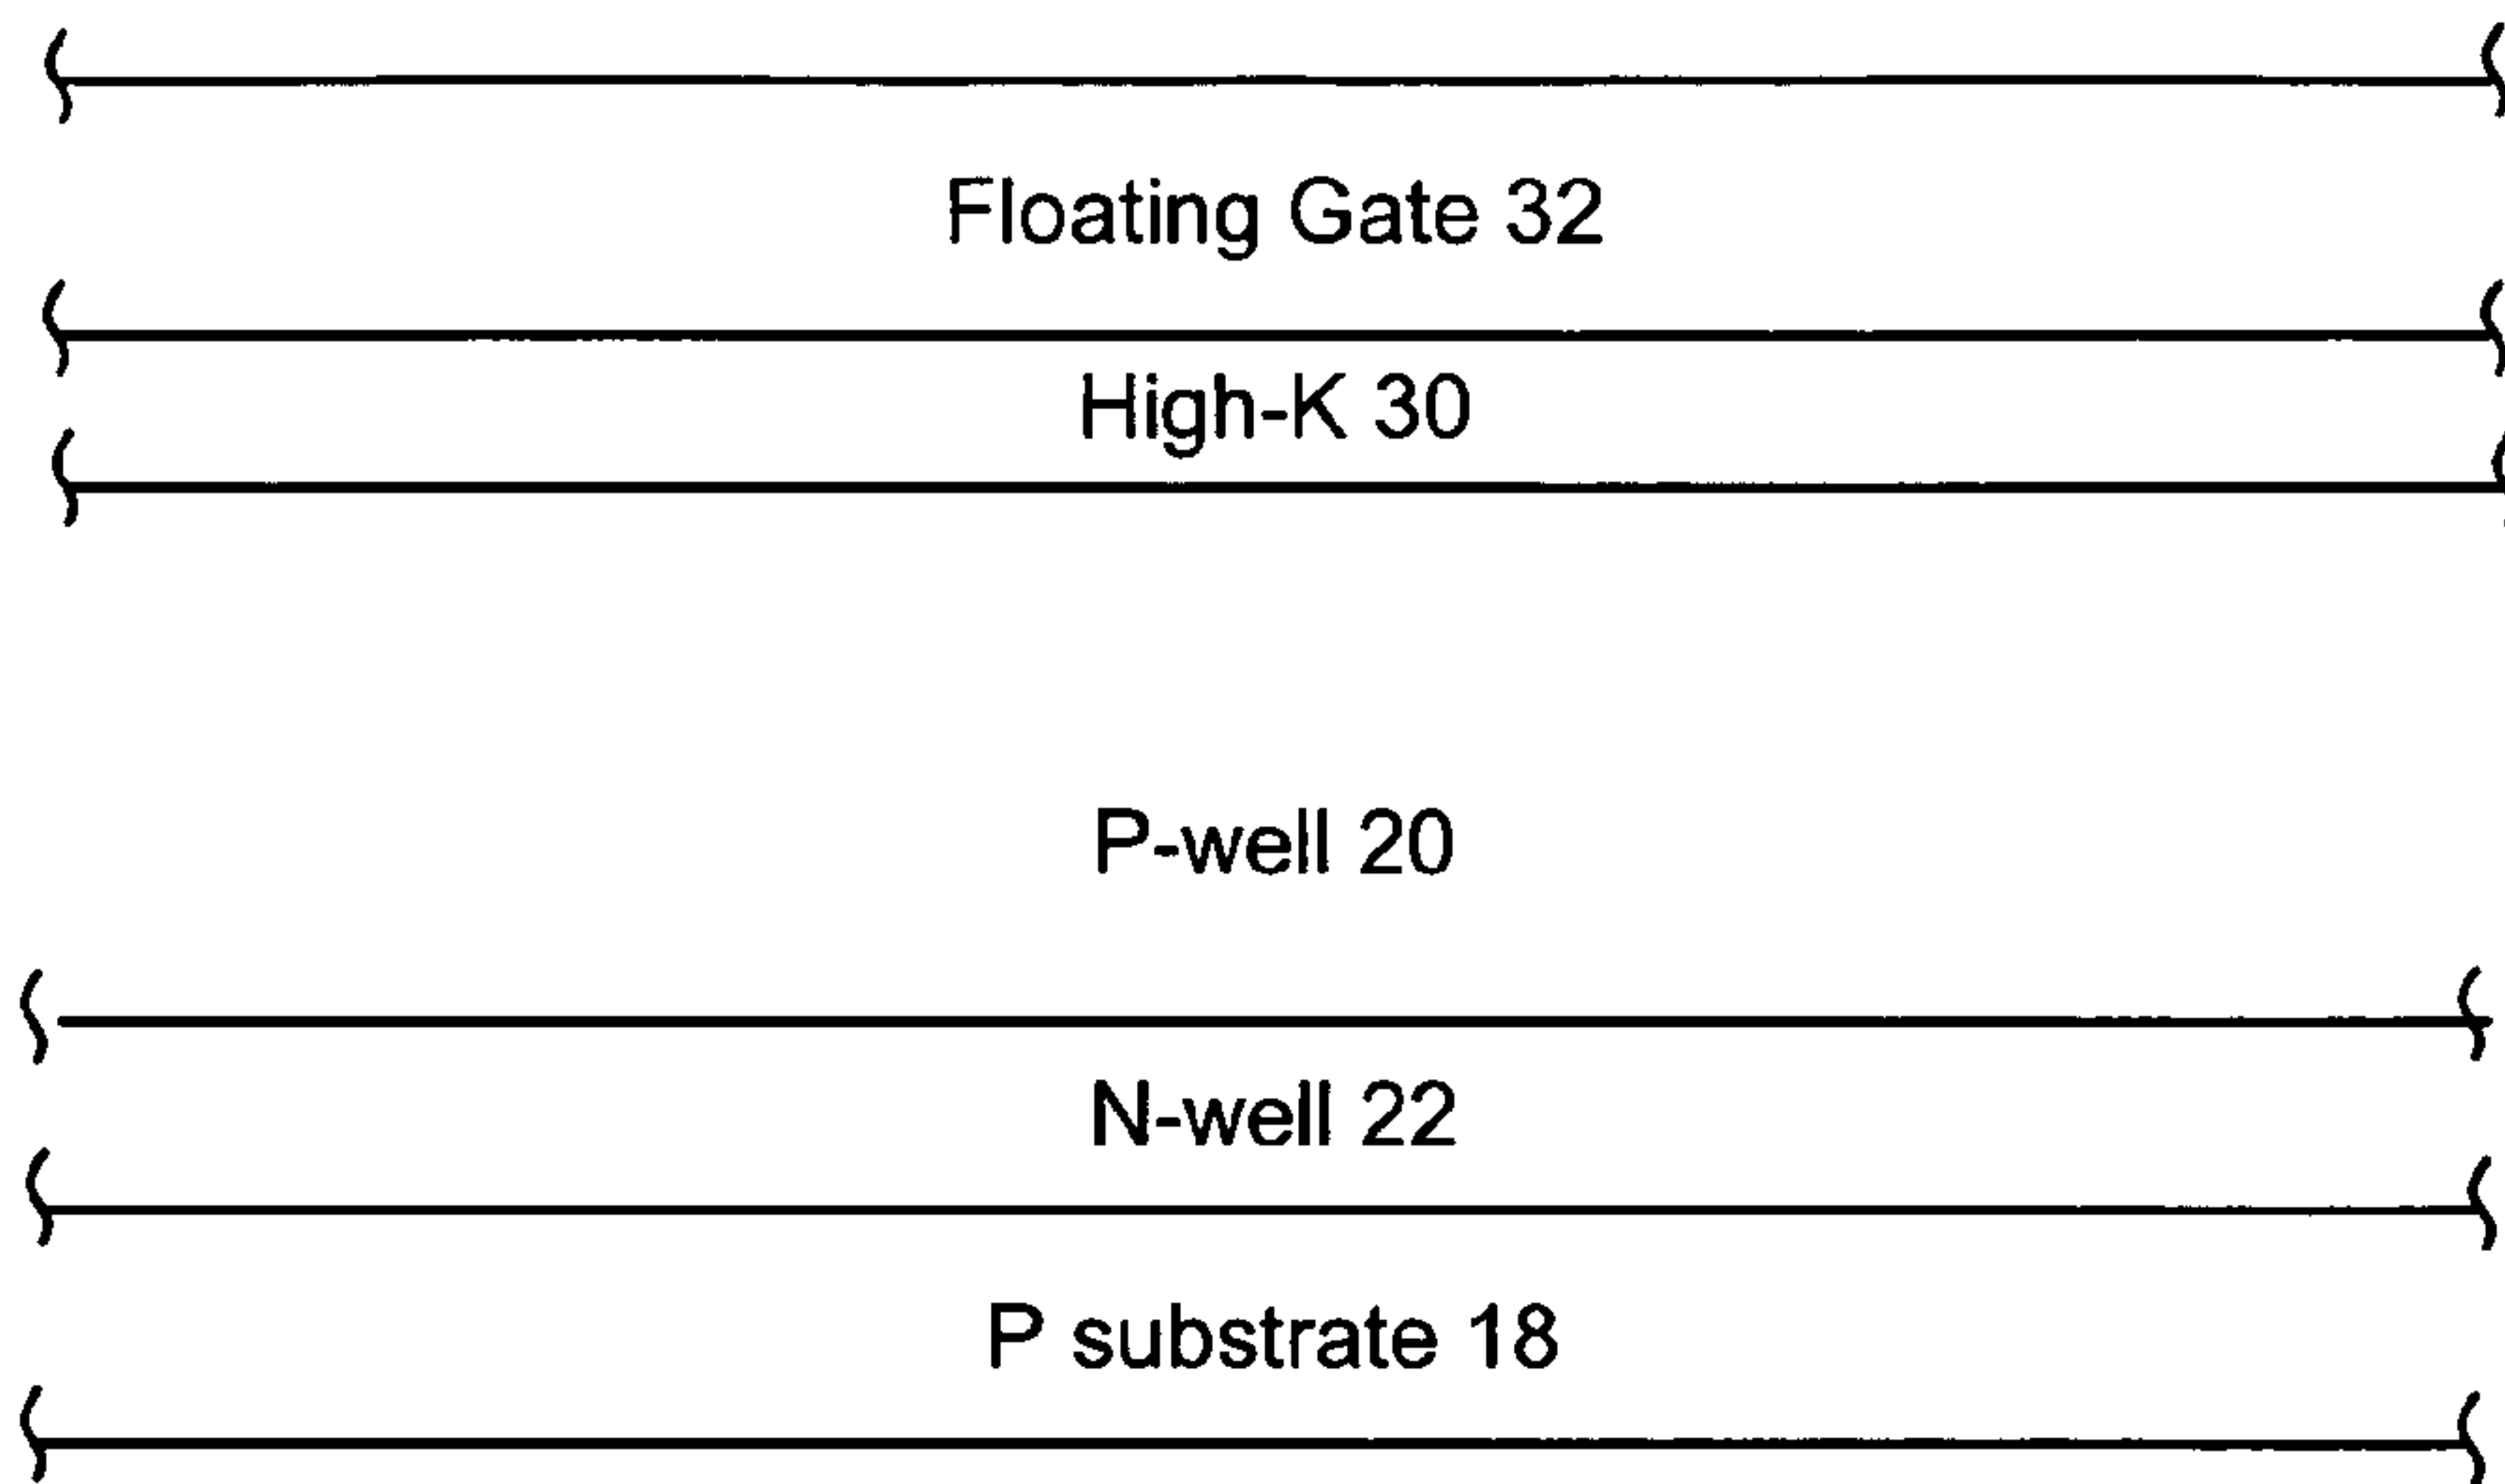 Floating Gate 32
High-K 30
P-well 20
N-well 22
P substrate 18